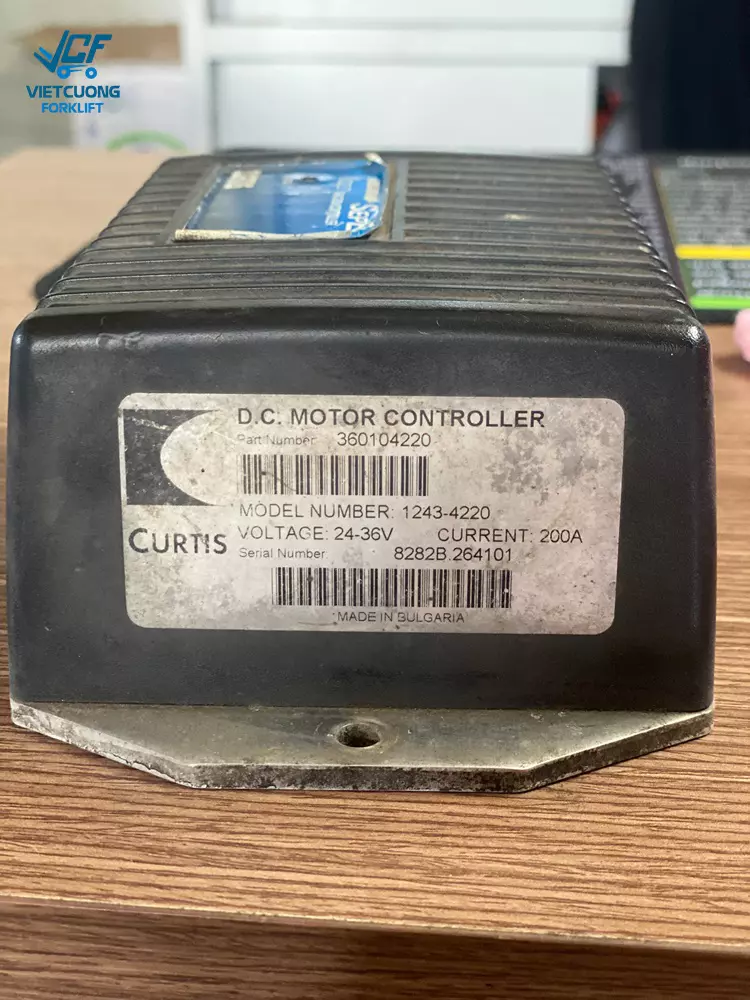 VCF
VIETCUONG
FORKLIFT
D.C. MOTOR CONTROLLER
Part Number: 360104220
MODEL NUMBER: 1243-4220
VOLTAGE: 24-36V CURRENT: 200A
CURTIS
Serial Number: 8282B.264101
MADE IN BULGARIA